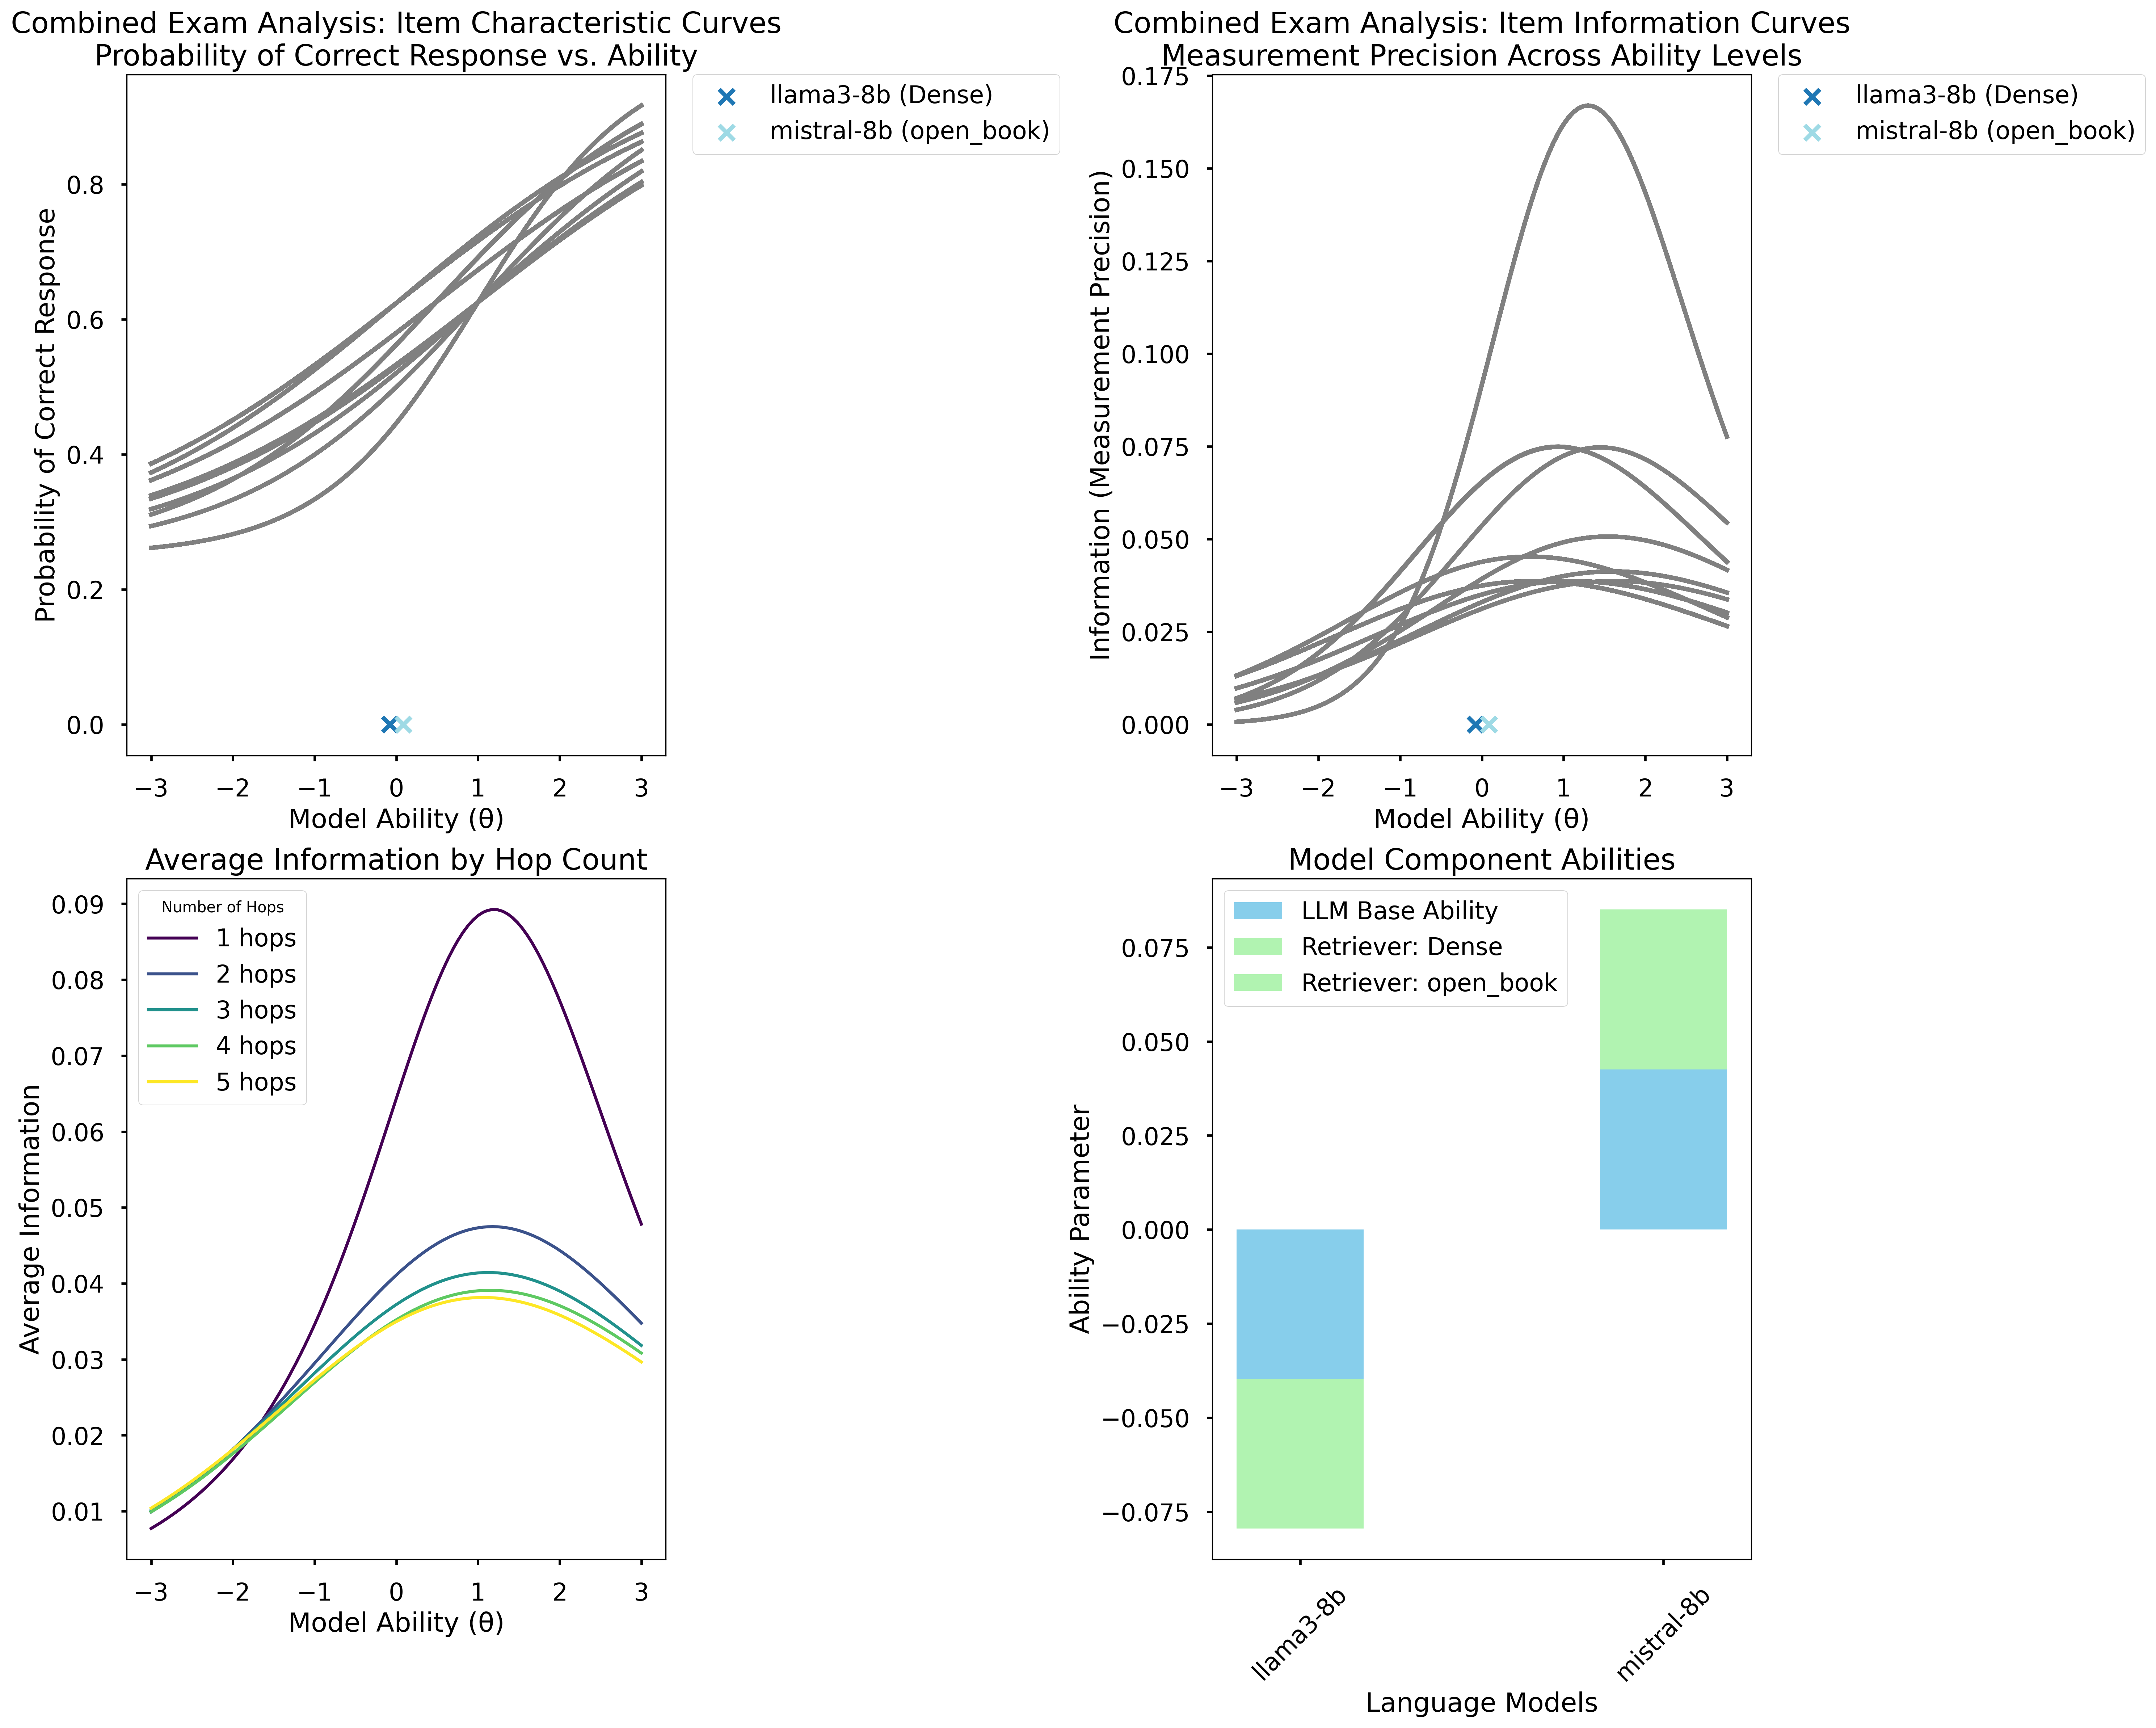 Combined Exam Analysis: Item Characteristic Curves
Probability of Correct Response vs. Ability
Probability of Correct Response
0.8
0.6
0.4
0.2
0.0
−3 −2 −1 0 1 2 3
Model Ability (θ)
llama3-8b (Dense)
mistral-8b (open_book)
Combined Exam Analysis: Item Information Curves
Measurement Precision Across Ability Levels
Information (Measurement Precision)
0.175
0.150
0.125
0.100
0.075
0.050
0.025
0.000
−3 −2 −1 0 1 2 3
Model Ability (θ)
llama3-8b (Dense)
mistral-8b (open_book)
Average Information by Hop Count
Average Information
0.09
0.08
0.07
0.06
0.05
0.04
0.03
0.02
0.01
Number of Hops
1 hops
2 hops
3 hops
4 hops
5 hops
−3 −2 −1 0 1 2 3
Model Ability (θ)
Model Component Abilities
Ability Parameter
0.075
0.050
0.025
0.000
−0.025
−0.050
−0.075
LLM Base Ability
Retriever: Dense
Retriever: open_book
llama3-8b
mistral-8b
Language Models